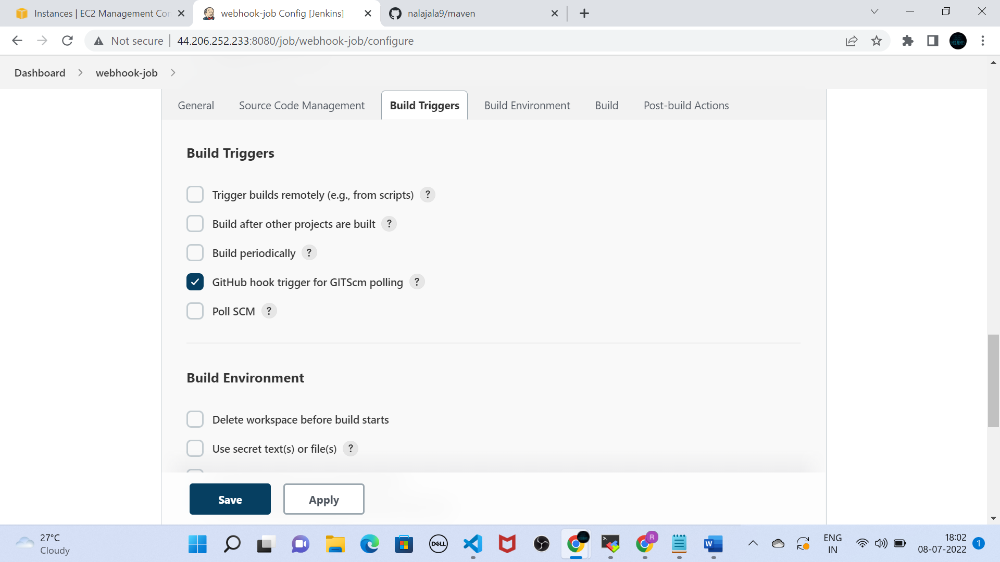 Instances | EC2 Management Con
webhook-job Config [Jenkins]
nalajala9/maven
Not secure
44.206.252.233:8080/job/webhook-job/configure
Dashboard
webhook-job
General
Source Code Management
Build Triggers
Build Environment
Build
Post-build Actions
Build Triggers
Trigger builds remotely (e.g., from scripts) ?
Build after other projects are built ?
Build periodically ?
GitHub hook trigger for GITScm polling ?
Poll SCM ?
Build Environment
Delete workspace before build starts
Use secret text(s) or file(s) ?
Save
Apply
27°C
Cloudy
DELL
R
W
ENG
IN
18:02
08-07-2022
1